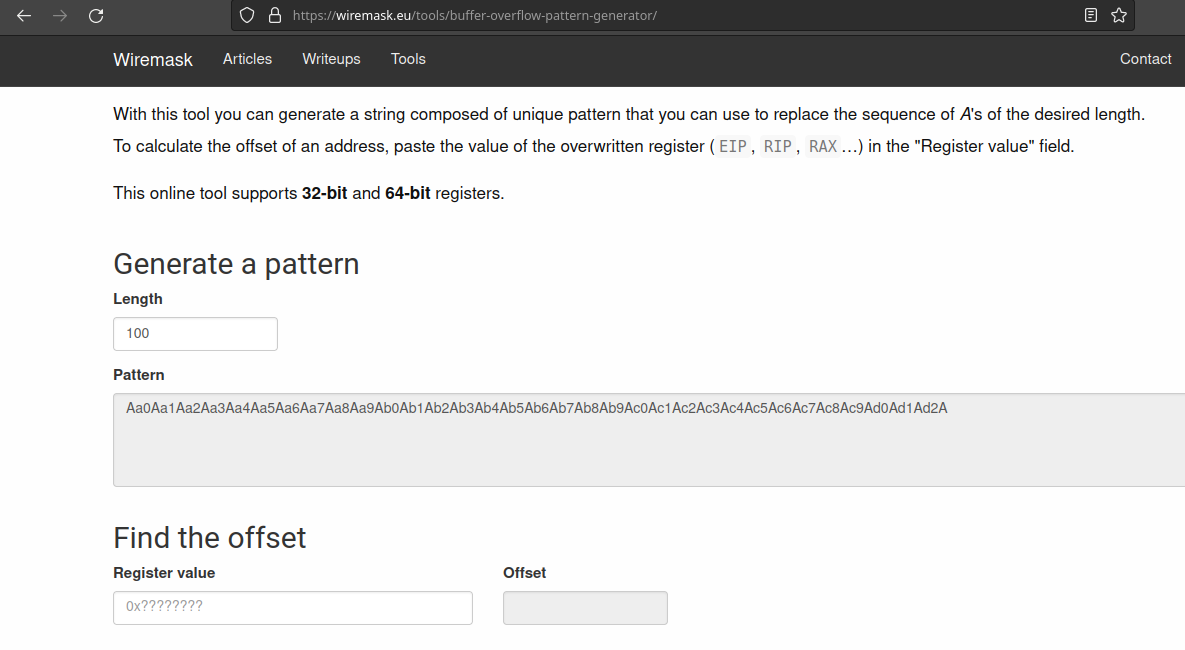 https://wiremask.eu/tools/buffer-overflow-pattern-generator/
Wiremask Articles Writeups Tools Contact
With this tool you can generate a string composed of unique pattern that you can use to replace the sequence of A's of the desired length.
To calculate the offset of an address, paste the value of the overwritten register ( EIP , RIP , RAX ...) in the "Register value" field.
This online tool supports 32-bit and 64-bit registers.
Generate a pattern
Length
100
Pattern
Aa0Aa1Aa2Aa3Aa4Aa5Aa6Aa7Aa8Aa9Ab0Ab1Ab2Ab3Ab4Ab5Ab6Ab7Ab8Ab9Ac0Ac1Ac2Ac3Ac4Ac5Ac6Ac7Ac8Ac9Ad0Ad1Ad2A
Find the offset
Register value Offset
0x????????